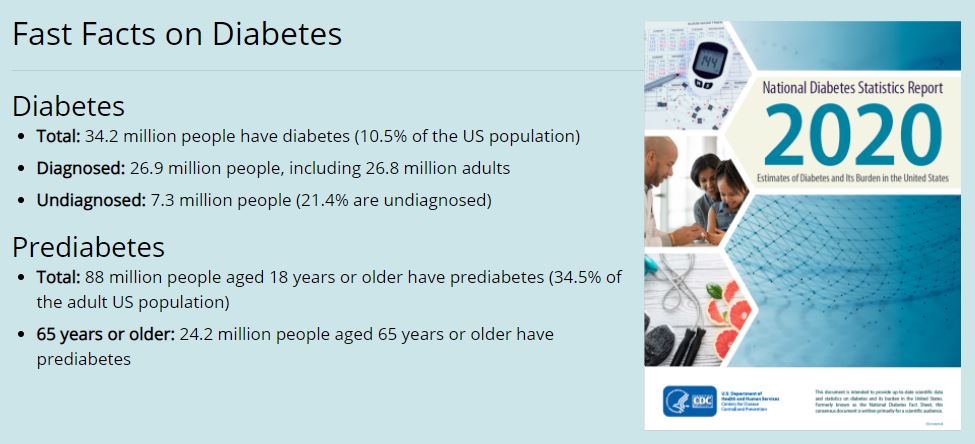 Fast Facts on Diabetes
Diabetes
• Total: 34.2 million people have diabetes (10.5% of the US population)
• Diagnosed: 26.9 million people, including 26.8 million adults
• Undiagnosed: 7.3 million people (21.4% are undiagnosed)
Prediabetes
• Total: 88 million people aged 18 years or older have prediabetes (34.5% of
the adult US population)
• 65 years or older: 24.2 million people aged 65 years or older have
prediabetes
144
National Diabetes Statistics Report
2020
Estimates of Diabetes and Its Burden in the United States
CDC
U.S. Department of
Health and Human Services
Centers for Disease
Control and Prevention
This document is intended to provide up-to-date scientific data
and statistics on diabetes and its burden in the United States.
Formerly known as the National Diabetes Fact Sheet, this
consensus document is written primarily for a scientific audience.